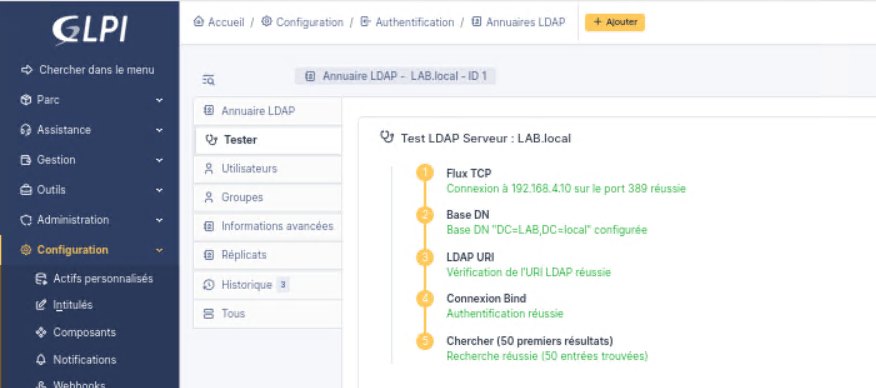 GLPI
Accueil / Configuration / Authentification / Annuaires LDAP
+ Ajouter
Chercher dans le menu
Parc
Assistance
Gestion
Outils
Administration
Configuration
Actifs personnalisés
Intitulés
Composants
Notifications
Webhooks
Annuaire LDAP - LAB.local - ID 1
Annuaire LDAP
Tester
Utilisateurs
Groupes
Informations avancées
Réplicats
Historique 3
Tous
Test LDAP Serveur : LAB.local
1 Flux TCP
Connexion à 192.168.4.10 sur le port 389 réussie
2 Base DN
Base DN "DC=LAB,DC=local" configurée
3 LDAP URI
Vérification de l'URI LDAP réussie
4 Connexion Bind
Authentification réussie
5 Chercher (50 premiers résultats)
Recherche réussie (50 entrées trouvées)